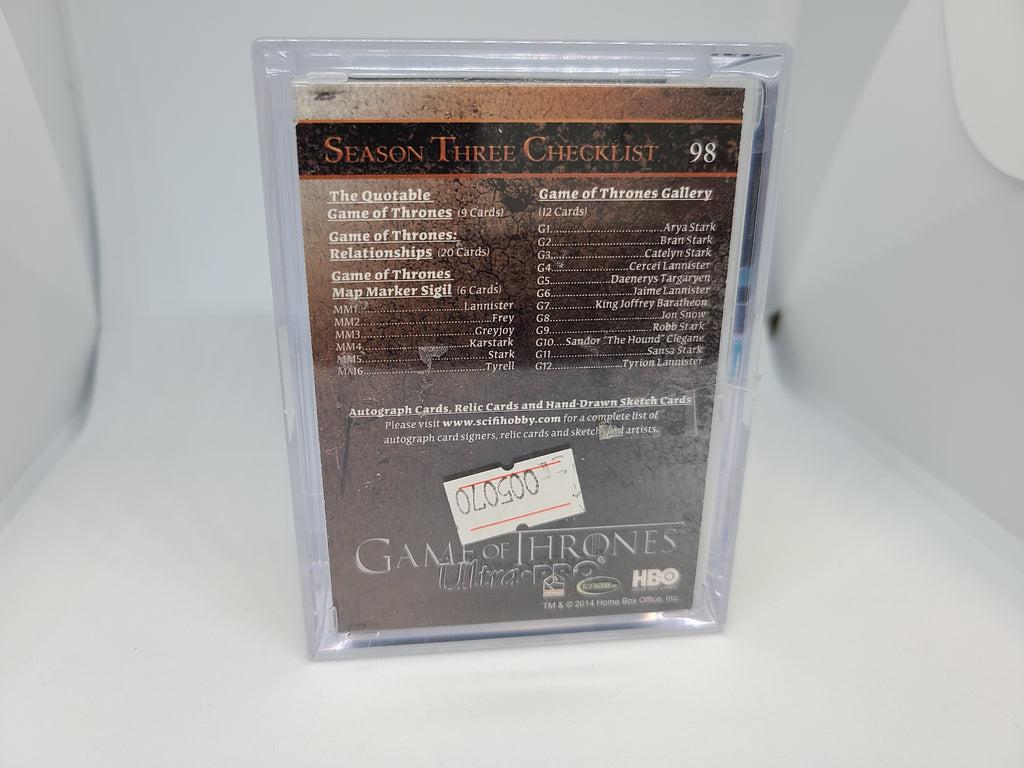 SEASON THREE CHECKLIST 98
The Quotable
Game of Thrones (9 Cards)
Game of Thrones:
Relationships (20 Cards)
Game of Thrones
Map Marker Sigil (6 Cards)
MM1......Lannister
MM2......Frey
MM3......Greyjoy
MM4......Karstark
MM5......Stark
MM6......Tyrell
Game of Thrones Gallery
(12 Cards)
G1......Arya Stark
G2......Bran Stark
G3......Catelyn Stark
G4......Cercei Lannister
G5......Daenerys Targaryen
G6......Jaime Lannister
G7......King Joffrey Baratheon
G8......Jon Snow
G9......Robb Stark
G10....Sandor "The Hound" Clegane
G11......Sansa Stark
G12......Tyrion Lannister
Autograph Cards, Relic Cards and Hand-Drawn Sketch Cards
Please visit www.scifihobby.com for a complete list of
autograph card signers, relic cards and sketch card artists.
005070
GAME OF THRONES
Ultra·PRO®
HBO
TM & © 2014 Home Box Office, Inc.